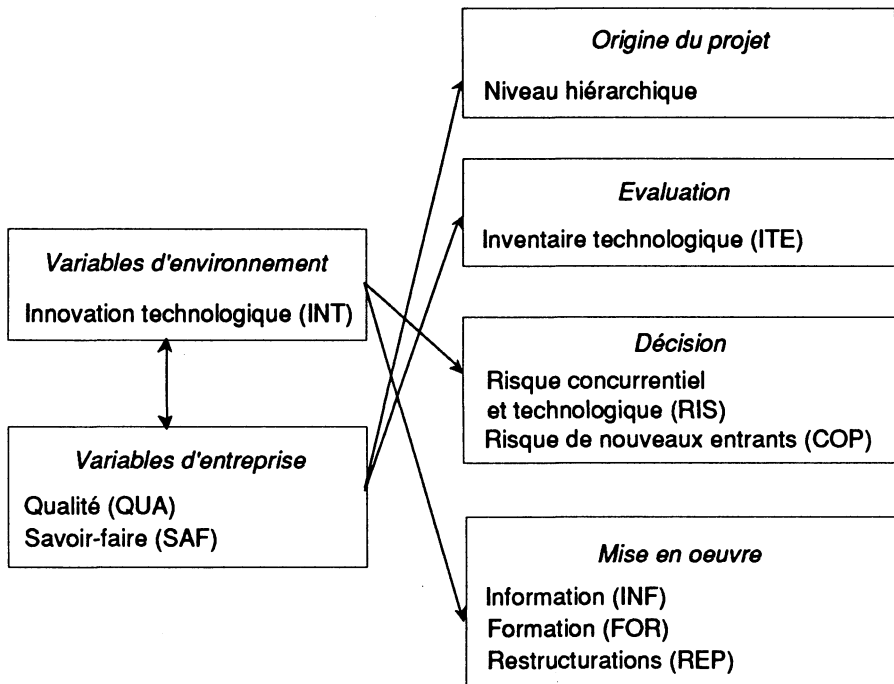 Variables d'environnement
Innovation technologique (INT)
Variables d'entreprise
Qualité (QUA)
Savoir-faire (SAF)
Origine du projet
Niveau hiérarchique
Evaluation
Inventaire technologique (ITE)
Décision
Risque concurrentiel
et technologique (RIS)
Risque de nouveaux entrants (COP)
Mise en oeuvre
Information (INF)
Formation (FOR)
Restructurations (REP)